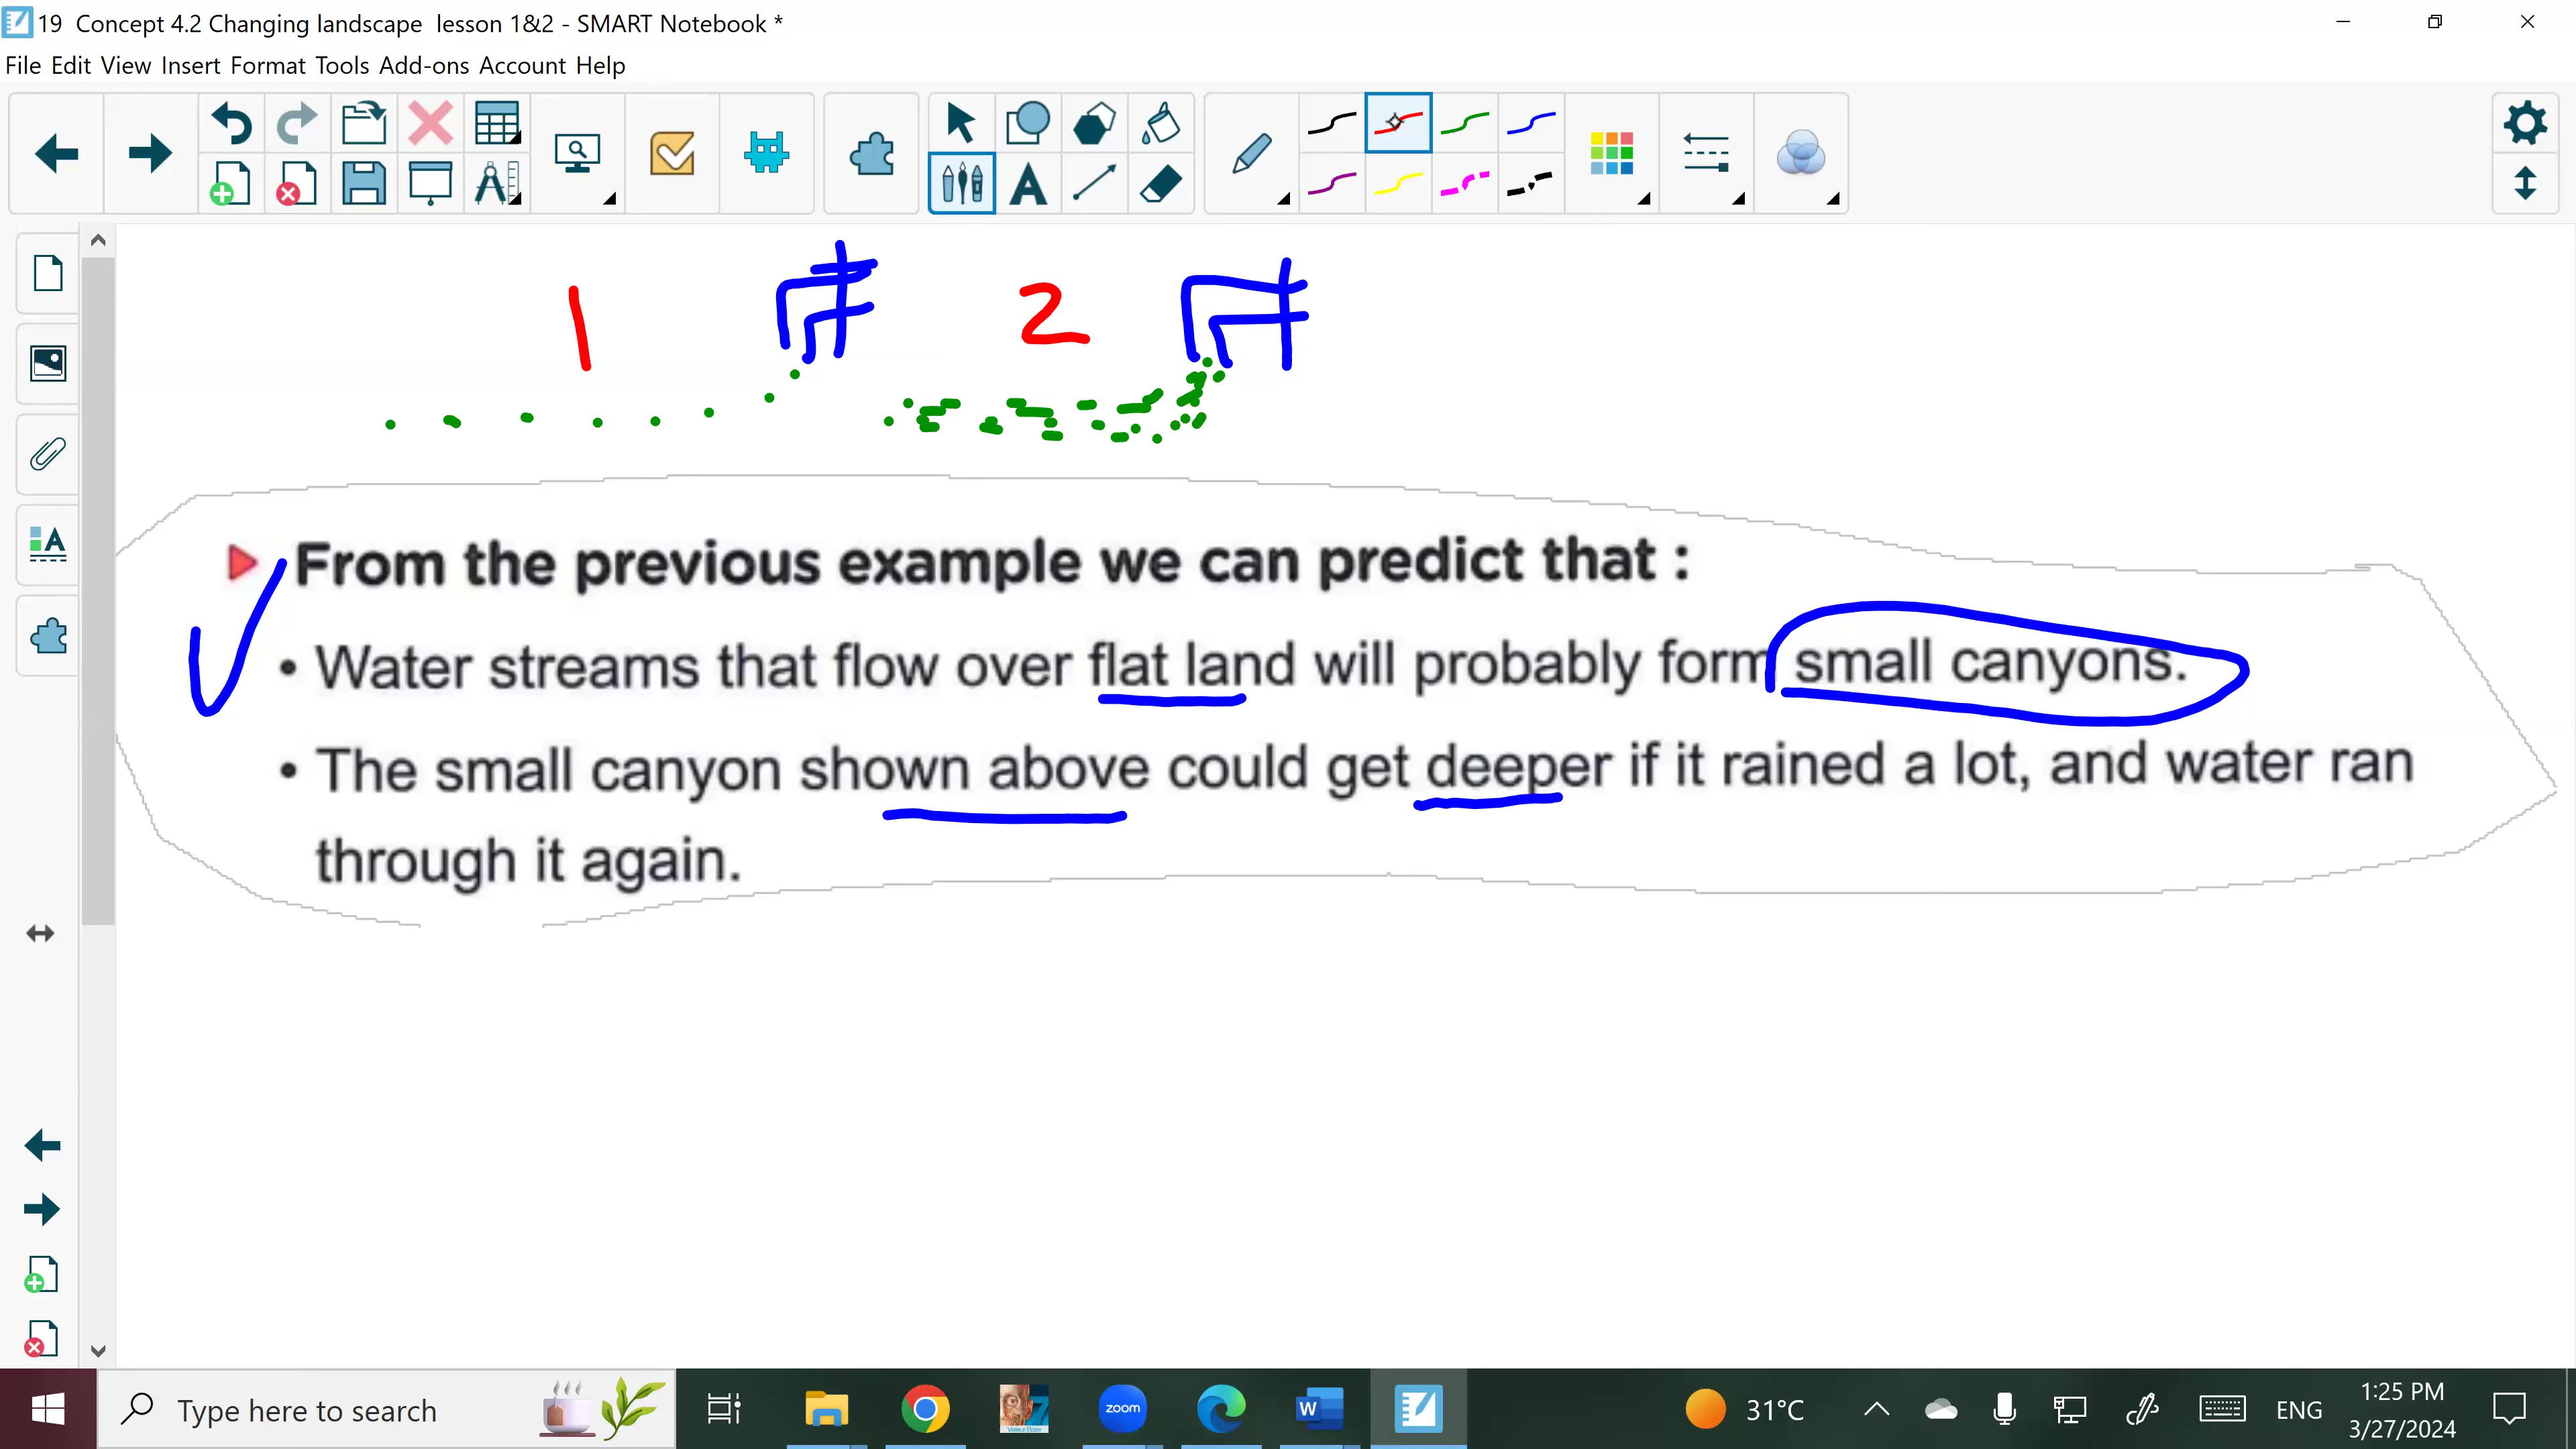 19 Concept 4.2 Changing landscape lesson 1&2 - SMART Notebook *
File Edit View Insert Format Tools Add-ons Account Help
1 2
From the previous example we can predict that :
• Water streams that flow over flat land will probably form small canyons.
• The small canyon shown above could get deeper if it rained a lot, and water ran
through it again.
Type here to search
zoom
W
31°C
ENG
1:25 PM
3/27/2024